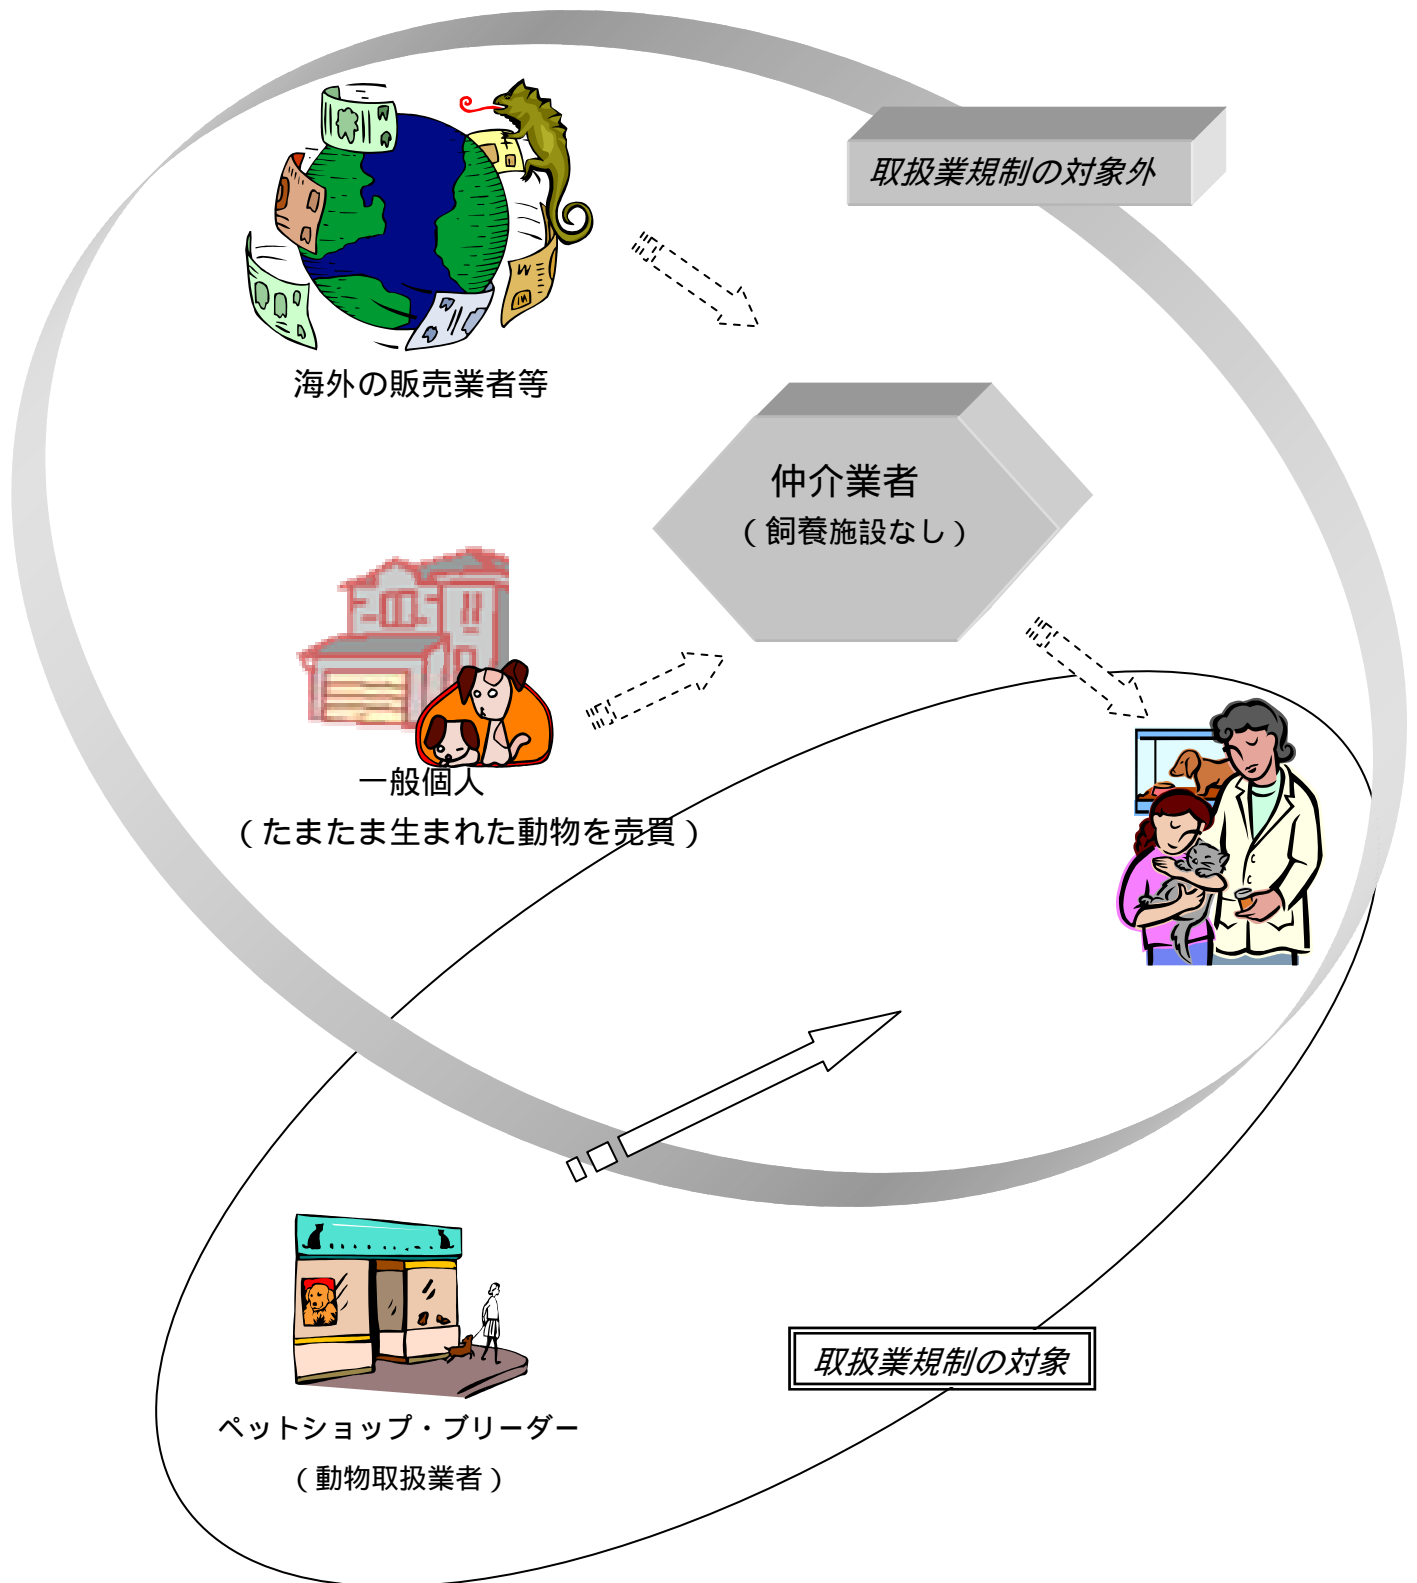 取扱業規制の対象外
海外の販売業者等
仲介業者
（飼養施設なし）
一般個人
（たまたま生まれた動物を売買）
取扱業規制の対象
ペットショップ・ブリーダー
（動物取扱業者）